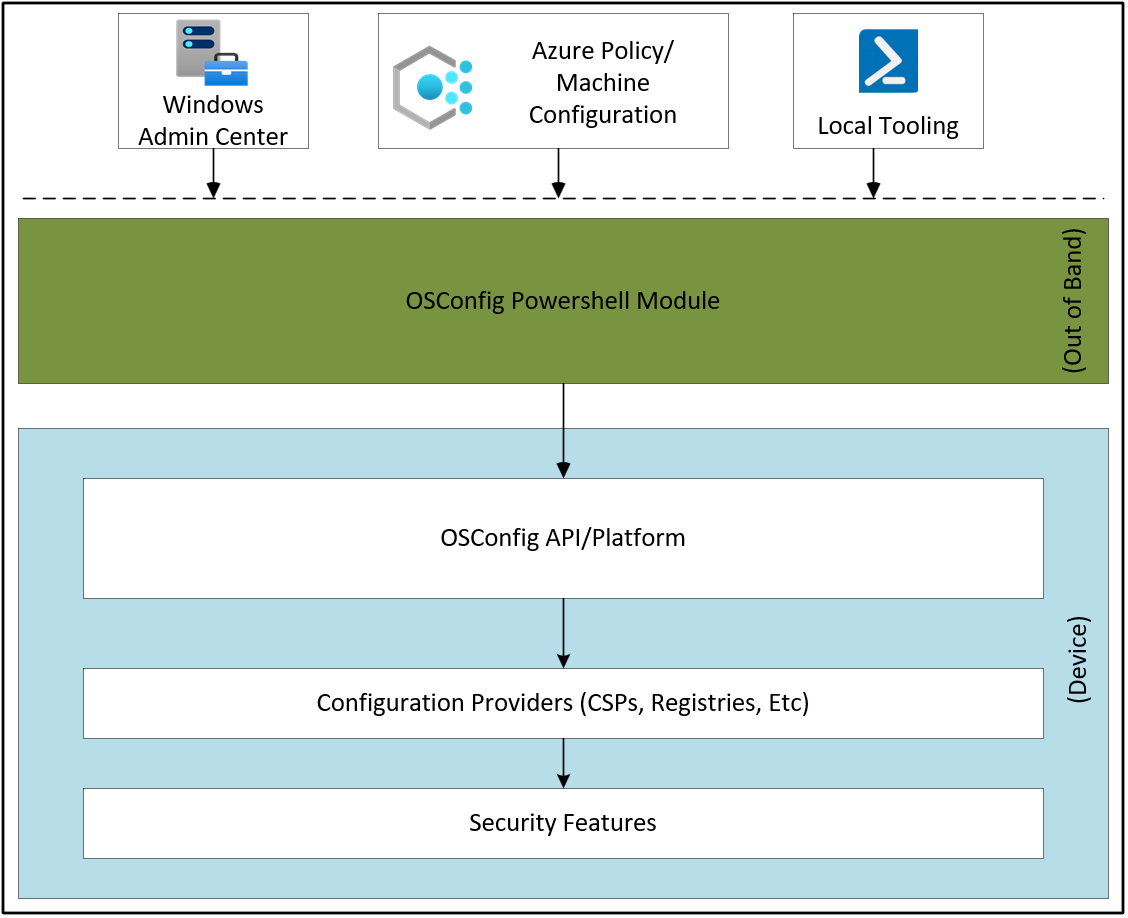 Windows
Admin Center
Azure Policy/
Machine
Configuration
Local Tooling
OSConfig Powershell Module
(Out of Band)
OSConfig API/Platform
Configuration Providers (CSPs, Registries, Etc)
(Device)
Security Features